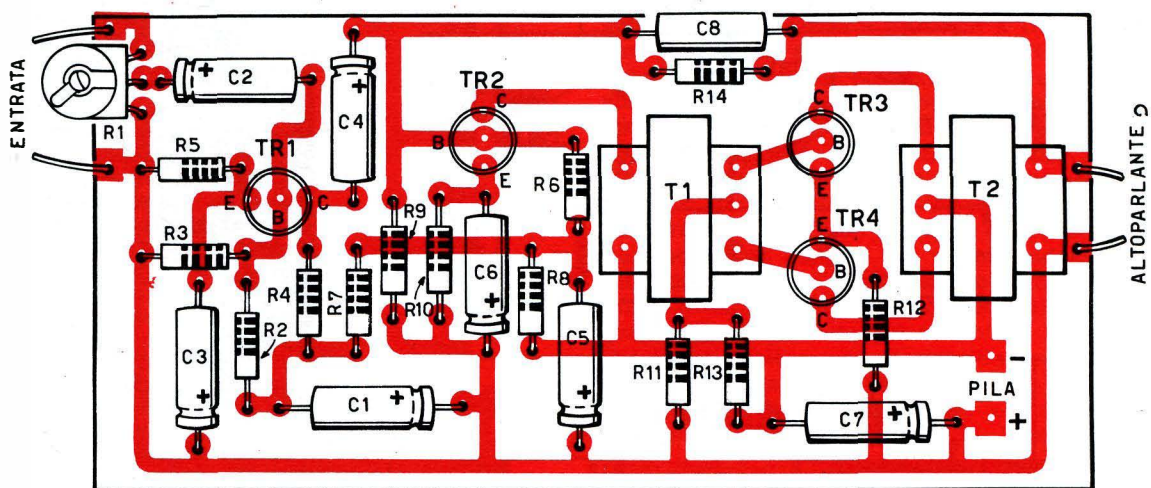 ENTRATA
R1
C2
R5
TR1
E
B
C
R3
C3
R2
R4
R7
C1
C4
R9
R10
TR2
C
B
E
C6
R6
R8
C5
C8
R14
T1
R11
R13
TR3
C
B
E
TR4
E
B
C
R12
T2
C7
PILA
-
+
ALTOPARLANTE
+
+
+
+
+
+
+